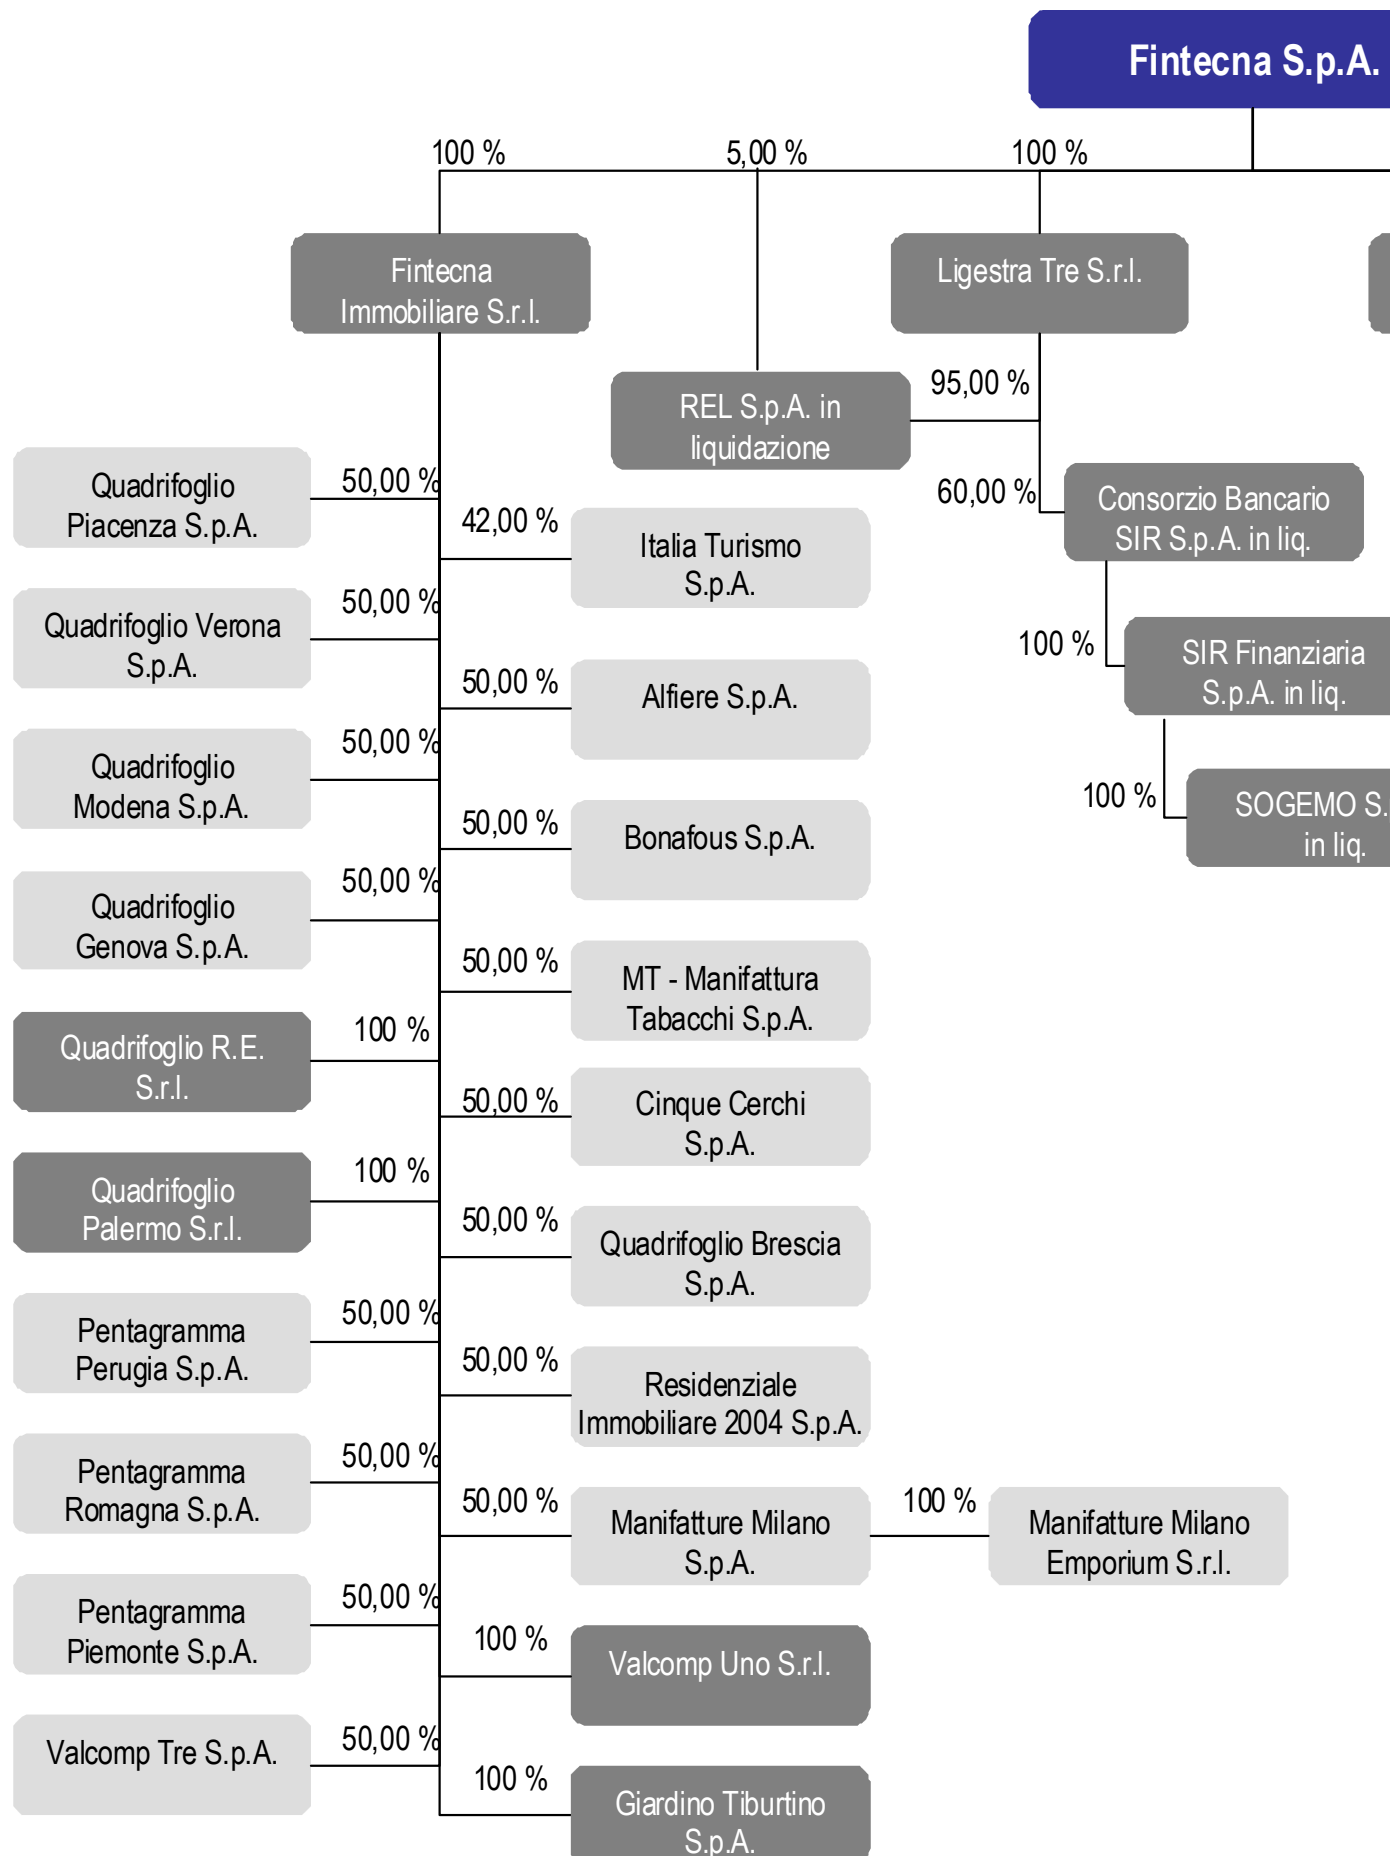 Fintecna S.p.A.
100 %
5,00 %
100 %
Fintecna
Immobiliare S.r.l.
Ligestra Tre S.r.l.
REL S.p.A. in
liquidazione
95,00 %
60,00 %
Consorzio Bancario
SIR S.p.A. in liq.
100 %
SIR Finanziaria
S.p.A. in liq.
100 %
SOGEMO S.
in liq.
Quadrifoglio
Piacenza S.p.A.
50,00 %
42,00 %
Italia Turismo
S.p.A.
Quadrifoglio Verona
S.p.A.
50,00 %
50,00 %
Alfiere S.p.A.
Quadrifoglio
Modena S.p.A.
50,00 %
50,00 %
Bonafous S.p.A.
Quadrifoglio
Genova S.p.A.
50,00 %
50,00 %
MT - Manifattura
Tabacchi S.p.A.
Quadrifoglio R.E.
S.r.l.
100 %
50,00 %
Cinque Cerchi
S.p.A.
Quadrifoglio
Palermo S.r.l.
100 %
50,00 %
Quadrifoglio Brescia
S.p.A.
Pentagramma
Perugia S.p.A.
50,00 %
50,00 %
Residenziale
Immobiliare 2004 S.p.A.
Pentagramma
Romagna S.p.A.
50,00 %
50,00 %
Manifatture Milano
S.p.A.
100 %
Manifatture Milano
Emporium S.r.l.
Pentagramma
Piemonte S.p.A.
50,00 %
100 %
Valcomp Uno S.r.l.
Valcomp Tre S.p.A.
50,00 %
100 %
Giardino Tiburtino
S.p.A.